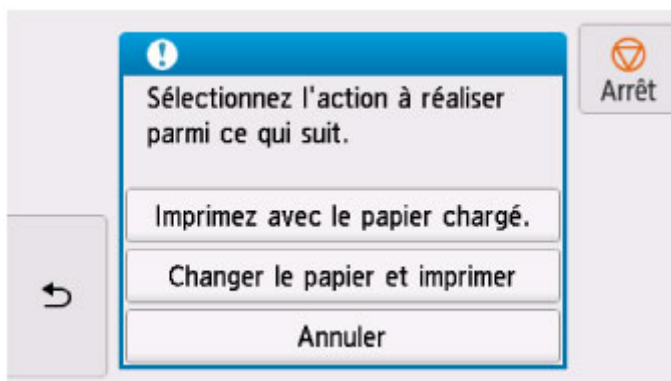 Sélectionnez l'action à réaliser
parmi ce qui suit.
Imprimez avec le papier chargé.
Changer le papier et imprimer
Annuler
Arrêt